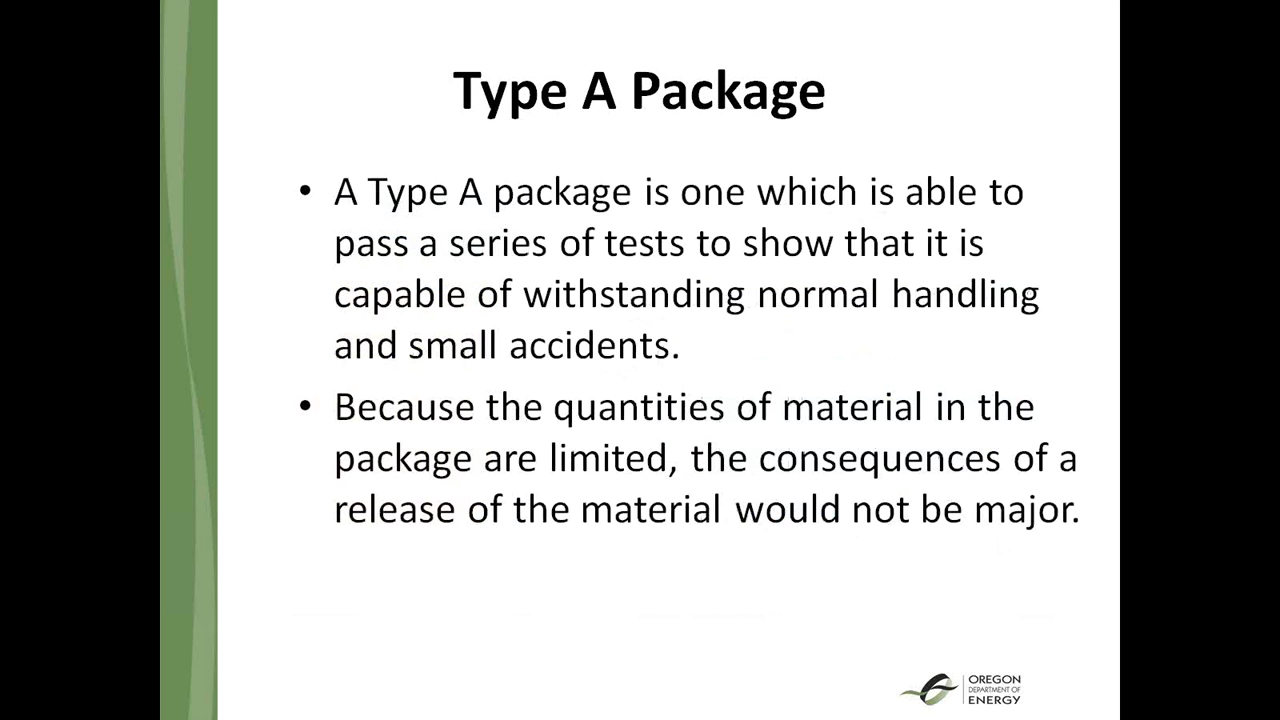 Type A Package
• A Type A package is one which is able to
pass a series of tests to show that it is
capable of withstanding normal handling
and small accidents.
• Because the quantities of material in the
package are limited, the consequences of a
release of the material would not be major.
OREGON
DEPARTMENT OF
ENERGY